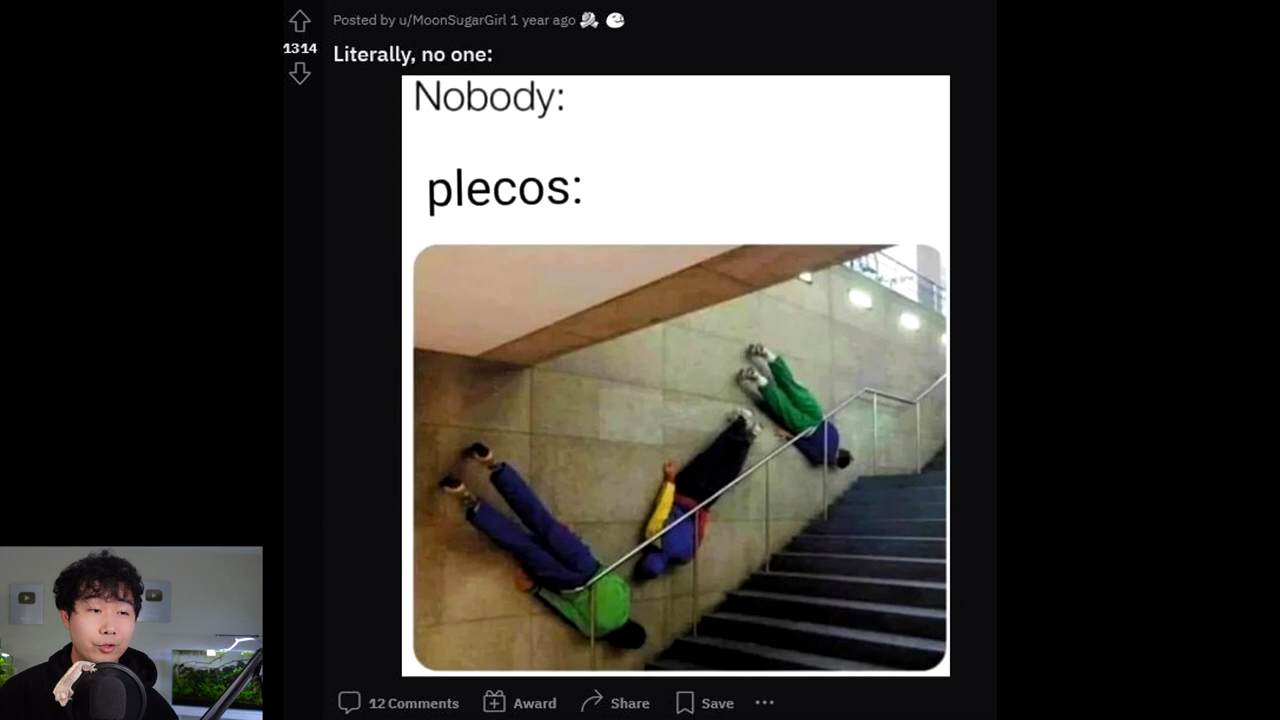 Posted by u/MoonSugarGirl 1 year ago
1314
Literally, no one:
Nobody:
plecos:
12 Comments
Award
Share
Save